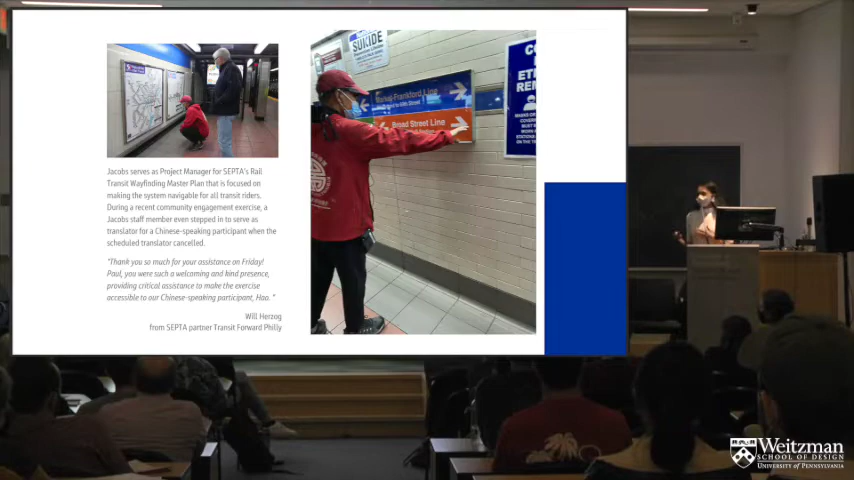 SUICIDE
Market-Frankford Line
Broad Street Line
Jacobs serves as Project Manager for SEPTA's Rail
Transit Wayfinding Master Plan that is focused on
making the system navigable for all transit riders.
During a recent community engagement exercise, a
Jacobs staff member even stepped in to serve as
translator for a Chinese-speaking participant when the
scheduled translator cancelled.
"Thank you so much for your assistance on Friday!
Paul, you were such a welcoming and kind presence,
providing critical assistance to make the exercise
accessible to our Chinese-speaking participant, Hao. "
Will Herzog
from SEPTA partner Transit Forward Philly
Weitzman
SCHOOL OF DESIGN
UNIVERSITY OF PENNSYLVANIA